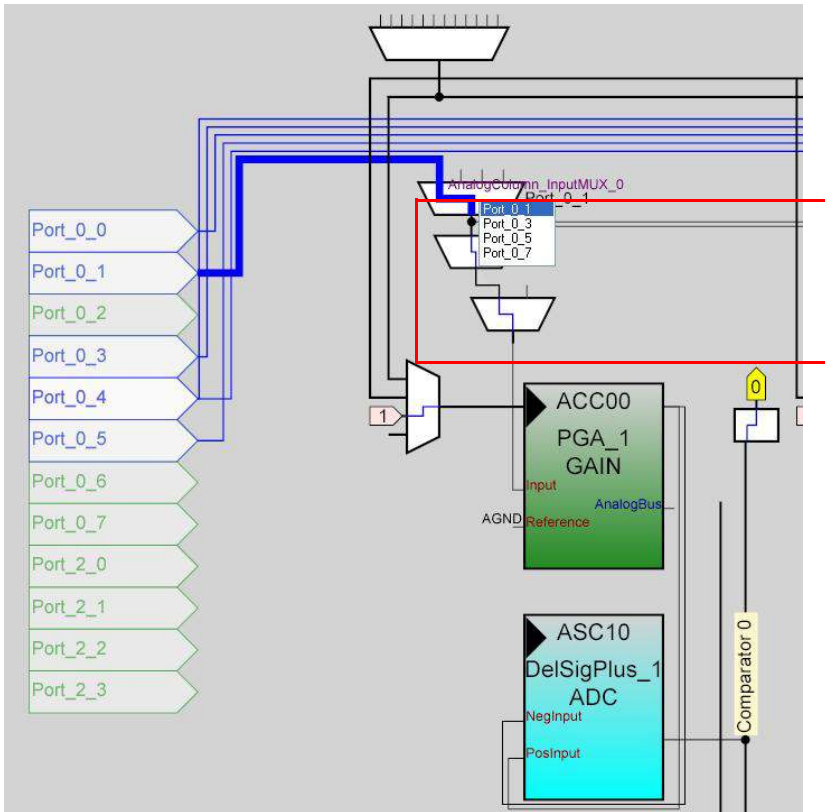 AnalogColumn_InputMUX_0
Port_0_1
Port_0_1
Port_0_3
Port_0_5
Port_0_7
Port_0_0
Port_0_1
Port_0_2
Port_0_3
Port_0_4
Port_0_5
Port_0_6
Port_0_7
Port_2_0
Port_2_1
Port_2_2
Port_2_3
1
0
ACC00
PGA_1
GAIN
Input
AnalogBus
AGND
Reference
ASC10
DelSigPlus_1
ADC
NegInput
PosInput
Comparator 0